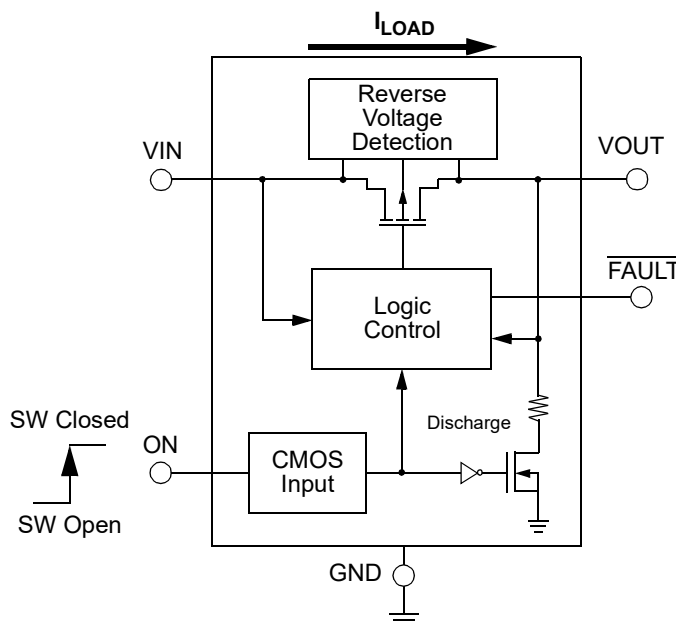 I_LOAD
Reverse
Voltage
Detection
VIN
VOUT
FAULT
Logic
Control
SW Closed
ON
Discharge
CMOS
Input
SW Open
GND